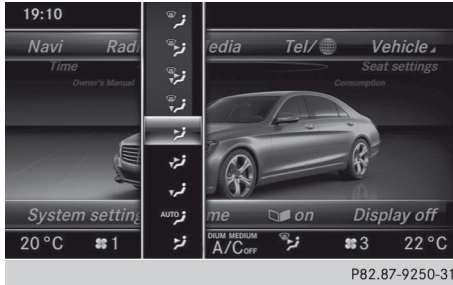 19:10
Navi Radi edia Tel/ Vehicle
Time Seat settings
Owner's Manual Consumption
System setting AUTO me on Display off
20 °C 1 DIUM MEDIUM A/C OFF 3 22 °C
P82.87-9250-31